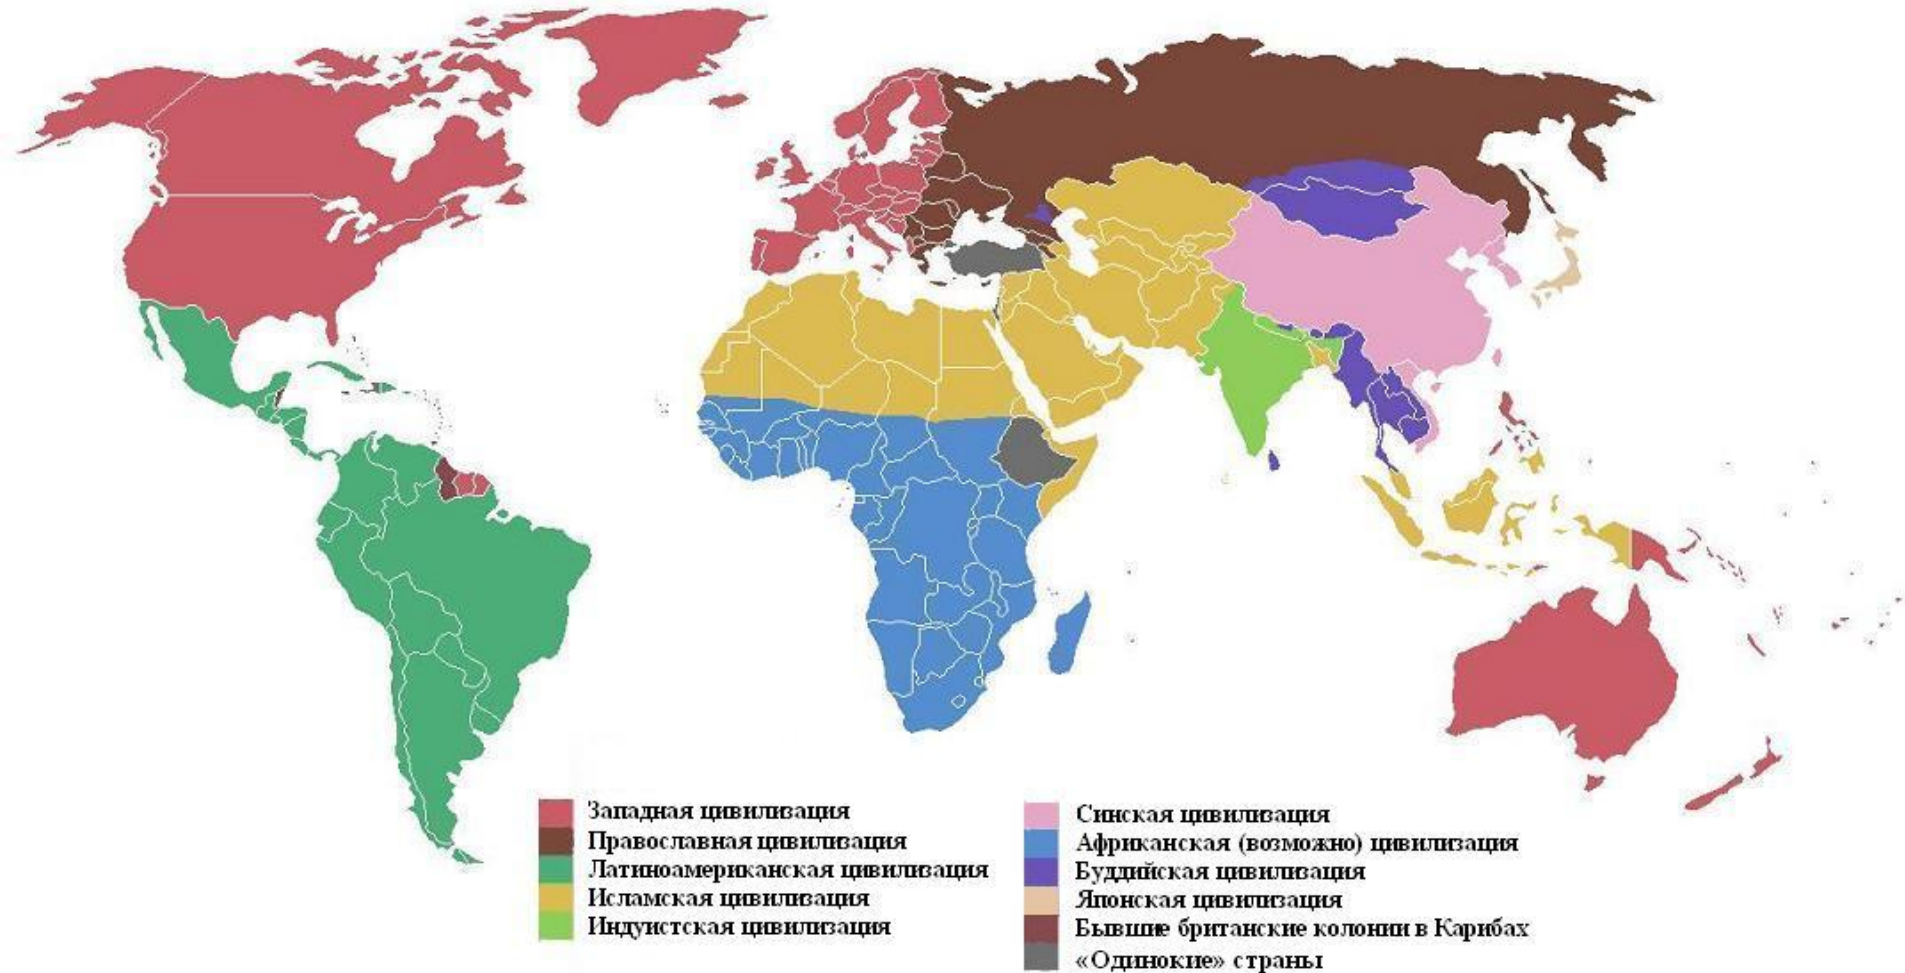 Западная цивилизация
Православная цивилизация
Латиноамериканская цивилизация
Исламская цивилизация
Индуистская цивилизация
Синская цивилизация
Африканская (возможно) цивилизация
Буддийская цивилизация
Японская цивилизация
Бывшие британские колонии в Карибах
«Одинокие» страны